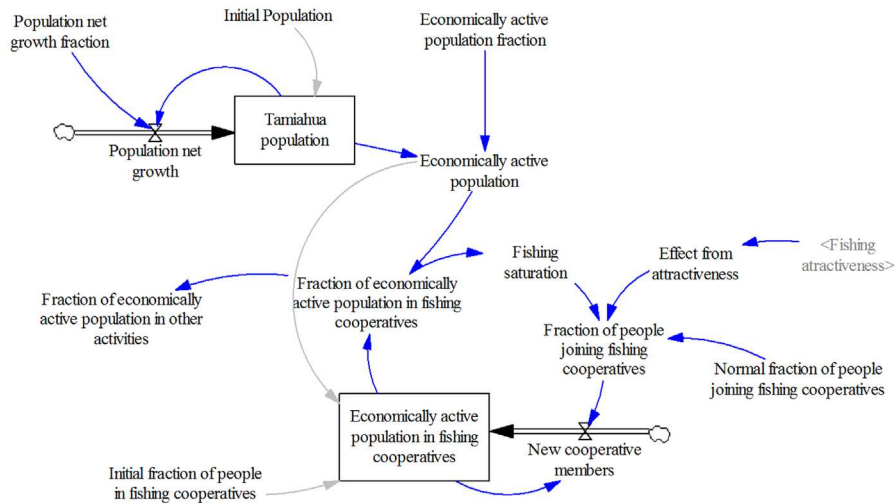 Population net
growth fraction
Initial Population
Economically active
population fraction
Tamiahua
population
Population net
growth
Economically active
population
Fishing
saturation
Effect from
attractiveness
<Fishing
atractiveness>
Fraction of economically
active population in other
activities
Fraction of economically
active population in fishing
cooperatives
Fraction of people
joining fishing
cooperatives
Normal fraction of people
joining fishing cooperatives
Economically active
population in fishing
cooperatives
New cooperative
members
Initial fraction of people
in fishing cooperatives